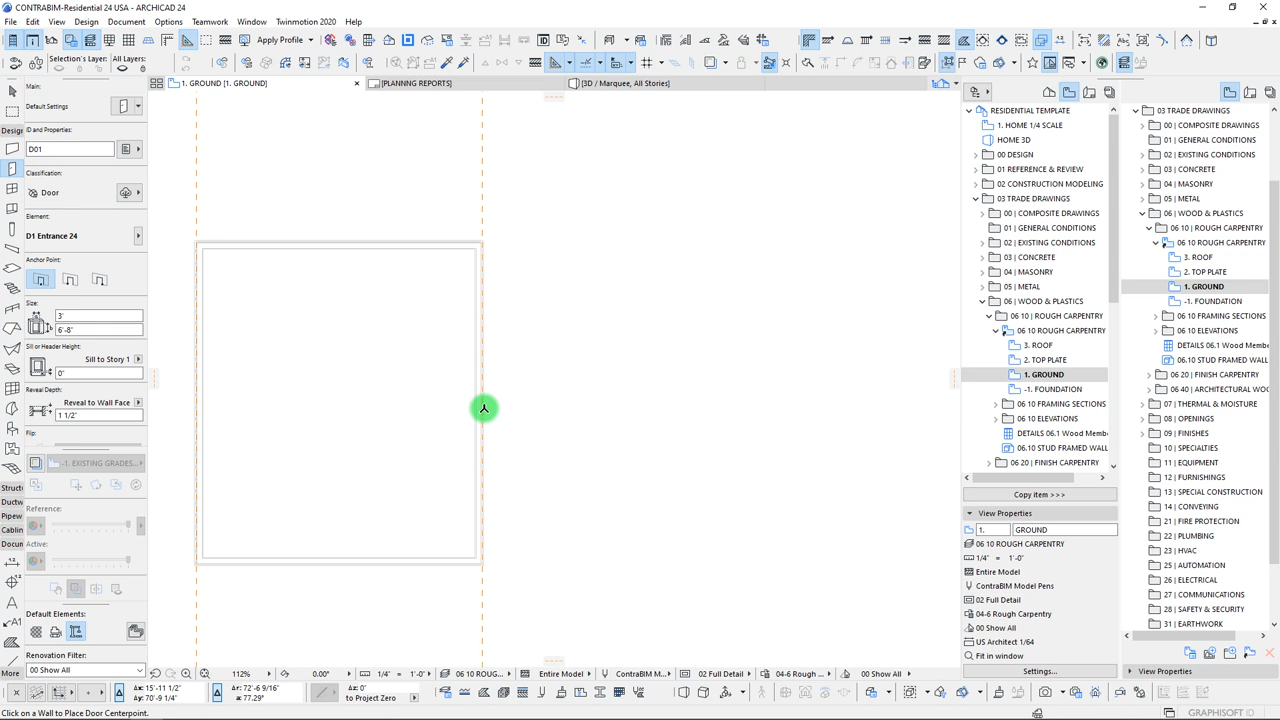 CONTRABIM-Residential 24 USA - ARCHICAD 24
File Edit View Design Document Options Teamwork Window Twinmotion 2020 Help
Apply Profile
Selection's Layer: All Layers:
1. GROUND [1. GROUND]
[PLANNING REPORTS]
[3D / Marquee, All Stories]
Main:
Default Settings
ID and Properties:
D01
Classification:
Door
Element:
D1 Entrance 24
Anchor Point:
Size:
3'
6'-8"
Sill or Header Height:
Sill to Story 1
0"
Reveal Depth:
Reveal to Wall Face
1 1/2"
Flip:
-1. EXISTING GRADES...
Reference:
Active:
Default Elements:
Renovation Filter:
00 Show All
Design
Structu
Ductw
Pipew
Cablin
Docum
More
RESIDENTIAL TEMPLATE
1. HOME 1/4 SCALE
HOME 3D
00 DESIGN
01 REFERENCE & REVIEW
02 CONSTRUCTION MODELING
03 TRADE DRAWINGS
00 | COMPOSITE DRAWINGS
01 | GENERAL CONDITIONS
02 | EXISTING CONDITIONS
03 | CONCRETE
04 | MASONRY
05 | METAL
06 | WOOD & PLASTICS
06 10 | ROUGH CARPENTRY
06 10 ROUGH CARPENTRY
3. ROOF
2. TOP PLATE
1. GROUND
-1. FOUNDATION
06 10 FRAMING SECTIONS
06 10 ELEVATIONS
DETAILS 06.1 Wood Memb
06.10 STUD FRAMED WALL
06 20 | FINISH CARPENTRY
Copy item >>>
View Properties
1. GROUND
06 10 ROUGH CARPENTRY
1/4" = 1'-0"
Entire Model
ContraBIM Model Pens
02 Full Detail
04-6 Rough Carpentry
00 Show All
US Architect 1/64
Fit in window
Settings...
03 TRADE DRAWINGS
00 | COMPOSITE DRAWINGS
01 | GENERAL CONDITIONS
02 | EXISTING CONDITIONS
03 | CONCRETE
04 | MASONRY
05 | METAL
06 | WOOD & PLASTICS
06 10 | ROUGH CARPENTRY
06 10 ROUGH CARPENTRY
3. ROOF
2. TOP PLATE
1. GROUND
-1. FOUNDATION
06 10 FRAMING SECTIONS
06 10 ELEVATIONS
DETAILS 06.1 Wood Membe
06.10 STUD FRAMED WALL
06 20 | FINISH CARPENTRY
06 40 | ARCHITECTURAL WOO
07 | THERMAL & MOISTURE
08 | OPENINGS
09 | FINISHES
10 | SPECIALTIES
11 | EQUIPMENT
12 | FURNISHINGS
13 | SPECIAL CONSTRUCTION
14 | CONVEYING
21 | FIRE PROTECTION
22 | PLUMBING
23 | HVAC
25 | AUTOMATION
26 | ELECTRICAL
27 | COMMUNICATIONS
28 | SAFETY & SECURITY
31 | EARTHWORK
View Properties
112% 0.00° 1/4" = 1'-0" 06 10 ROUG... Entire Model ContraBIM M... 02 Full Detail 04-6 Rough ... 00 Show All
Δx: 15'-11 1/2"
Δy: 70'-9 1/4"
Δr: 72'-6 9/16"
∢: 77.29°
Δz: 0"
to Project Zero
Click on a Wall to Place Door Centerpoint.
GRAPHISOFT ID